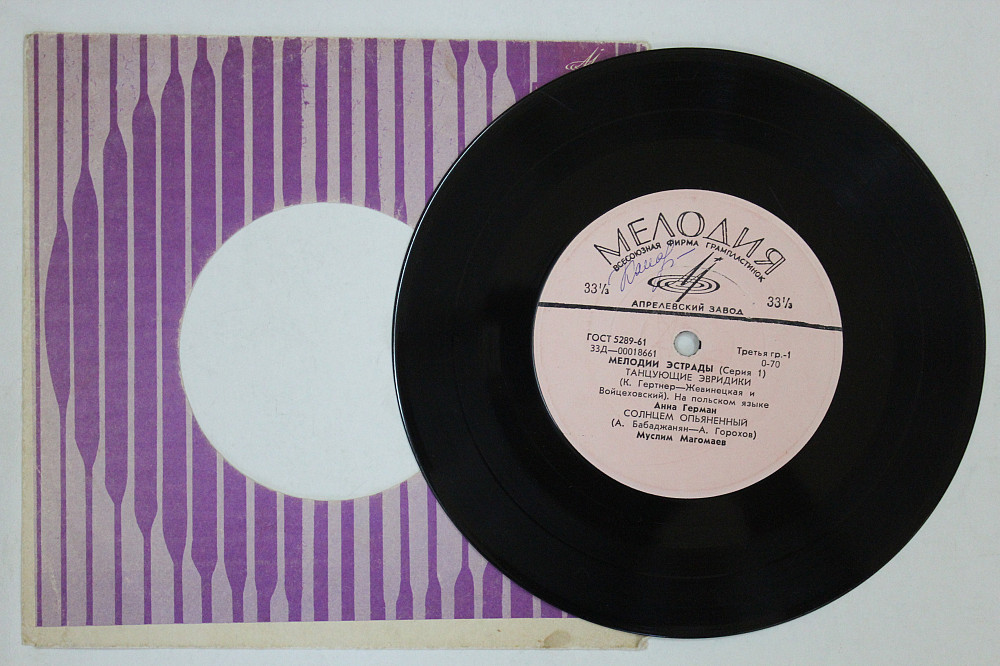 МЕЛОДИЯ
ВСЕСОЮЗНАЯ ФИРМА ГРАМПЛАСТИНОК
33⅓ 33⅓
АПРЕЛЕВСКИЙ ЗАВОД
ГОСТ 5289-61 Третья гр.-1
33Д—00018661 0-70
МЕЛОДИИ ЭСТРАДЫ (Серия 1)
ТАНЦУЮЩИЕ ЭВРИДИКИ
(К. Гертнер—Жевинецкая и
Войцеховский). На польском языке
Анна Герман
СОЛНЦЕМ ОПЬЯНЕННЫЙ
(А. Бабаджанян—А. Горохов)
Муслим Магомаев